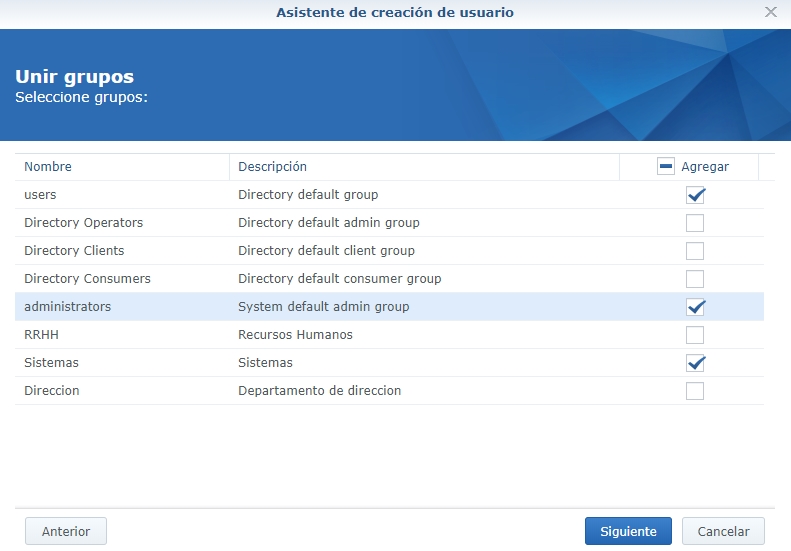 Asistente de creación de usuario
Unir grupos
Seleccione grupos:
Nombre Descripción Agregar
users Directory default group
Directory Operators Directory default admin group
Directory Clients Directory default client group
Directory Consumers Directory default consumer group
administrators System default admin group
RRHH Recursos Humanos
Sistemas Sistemas
Direccion Departamento de direccion
Anterior Siguiente Cancelar